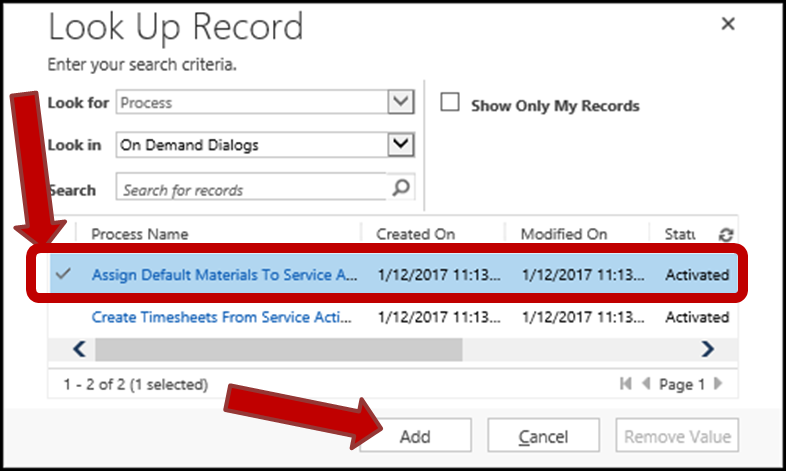 Look Up Record
Enter your search criteria.
Look for Process
Show Only My Records
Look in On Demand Dialogs
Search Search for records
Process Name Created On Modified On Statu
Assign Default Materials To Service A... 1/12/2017 11:13... 1/12/2017 11:13... Activated
Create Timesheets From Service Acti... 1/12/2017 11:13... 1/12/2017 11:13... Activated
1 - 2 of 2 (1 selected) Page 1
Add Cancel Remove Value